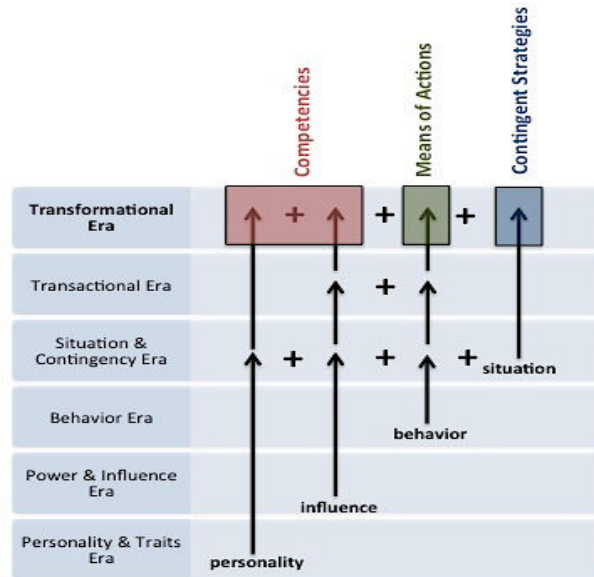 Competencies
Means of Actions
Contingent Strategies
Transformational
Era
+
+
+
Transactional Era
+
Situation &
Contingency Era
+
+
+
situation
Behavior Era
behavior
Power & Influence
Era
influence
Personality & Traits
Era
personality